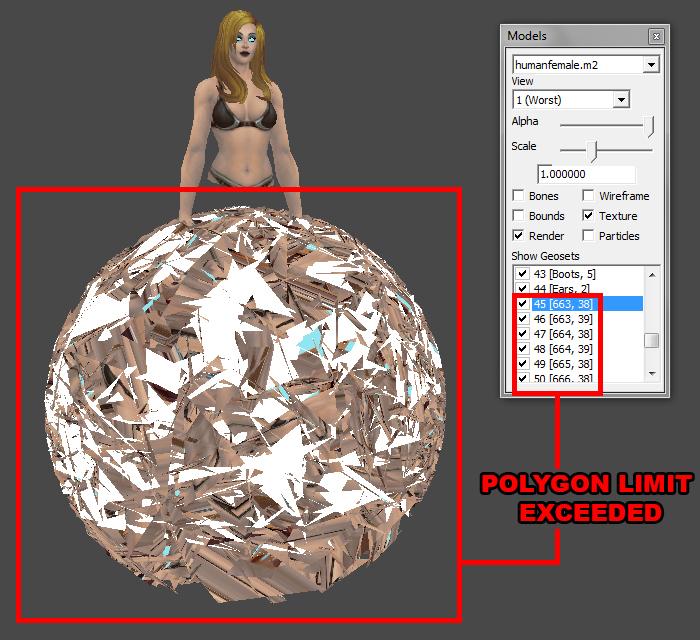 Models
humanfemale.m2
View
1 (Worst)
Alpha
Scale
1.000000
Bones Wireframe
Bounds Texture
Render Particles
Show Geosets
43 [Boots, 5]
44 [Ears, 2]
45 [663, 38]
46 [663, 39]
47 [664, 38]
48 [664, 39]
49 [665, 38]
50 [666, 38]
POLYGON LIMIT
EXCEEDED